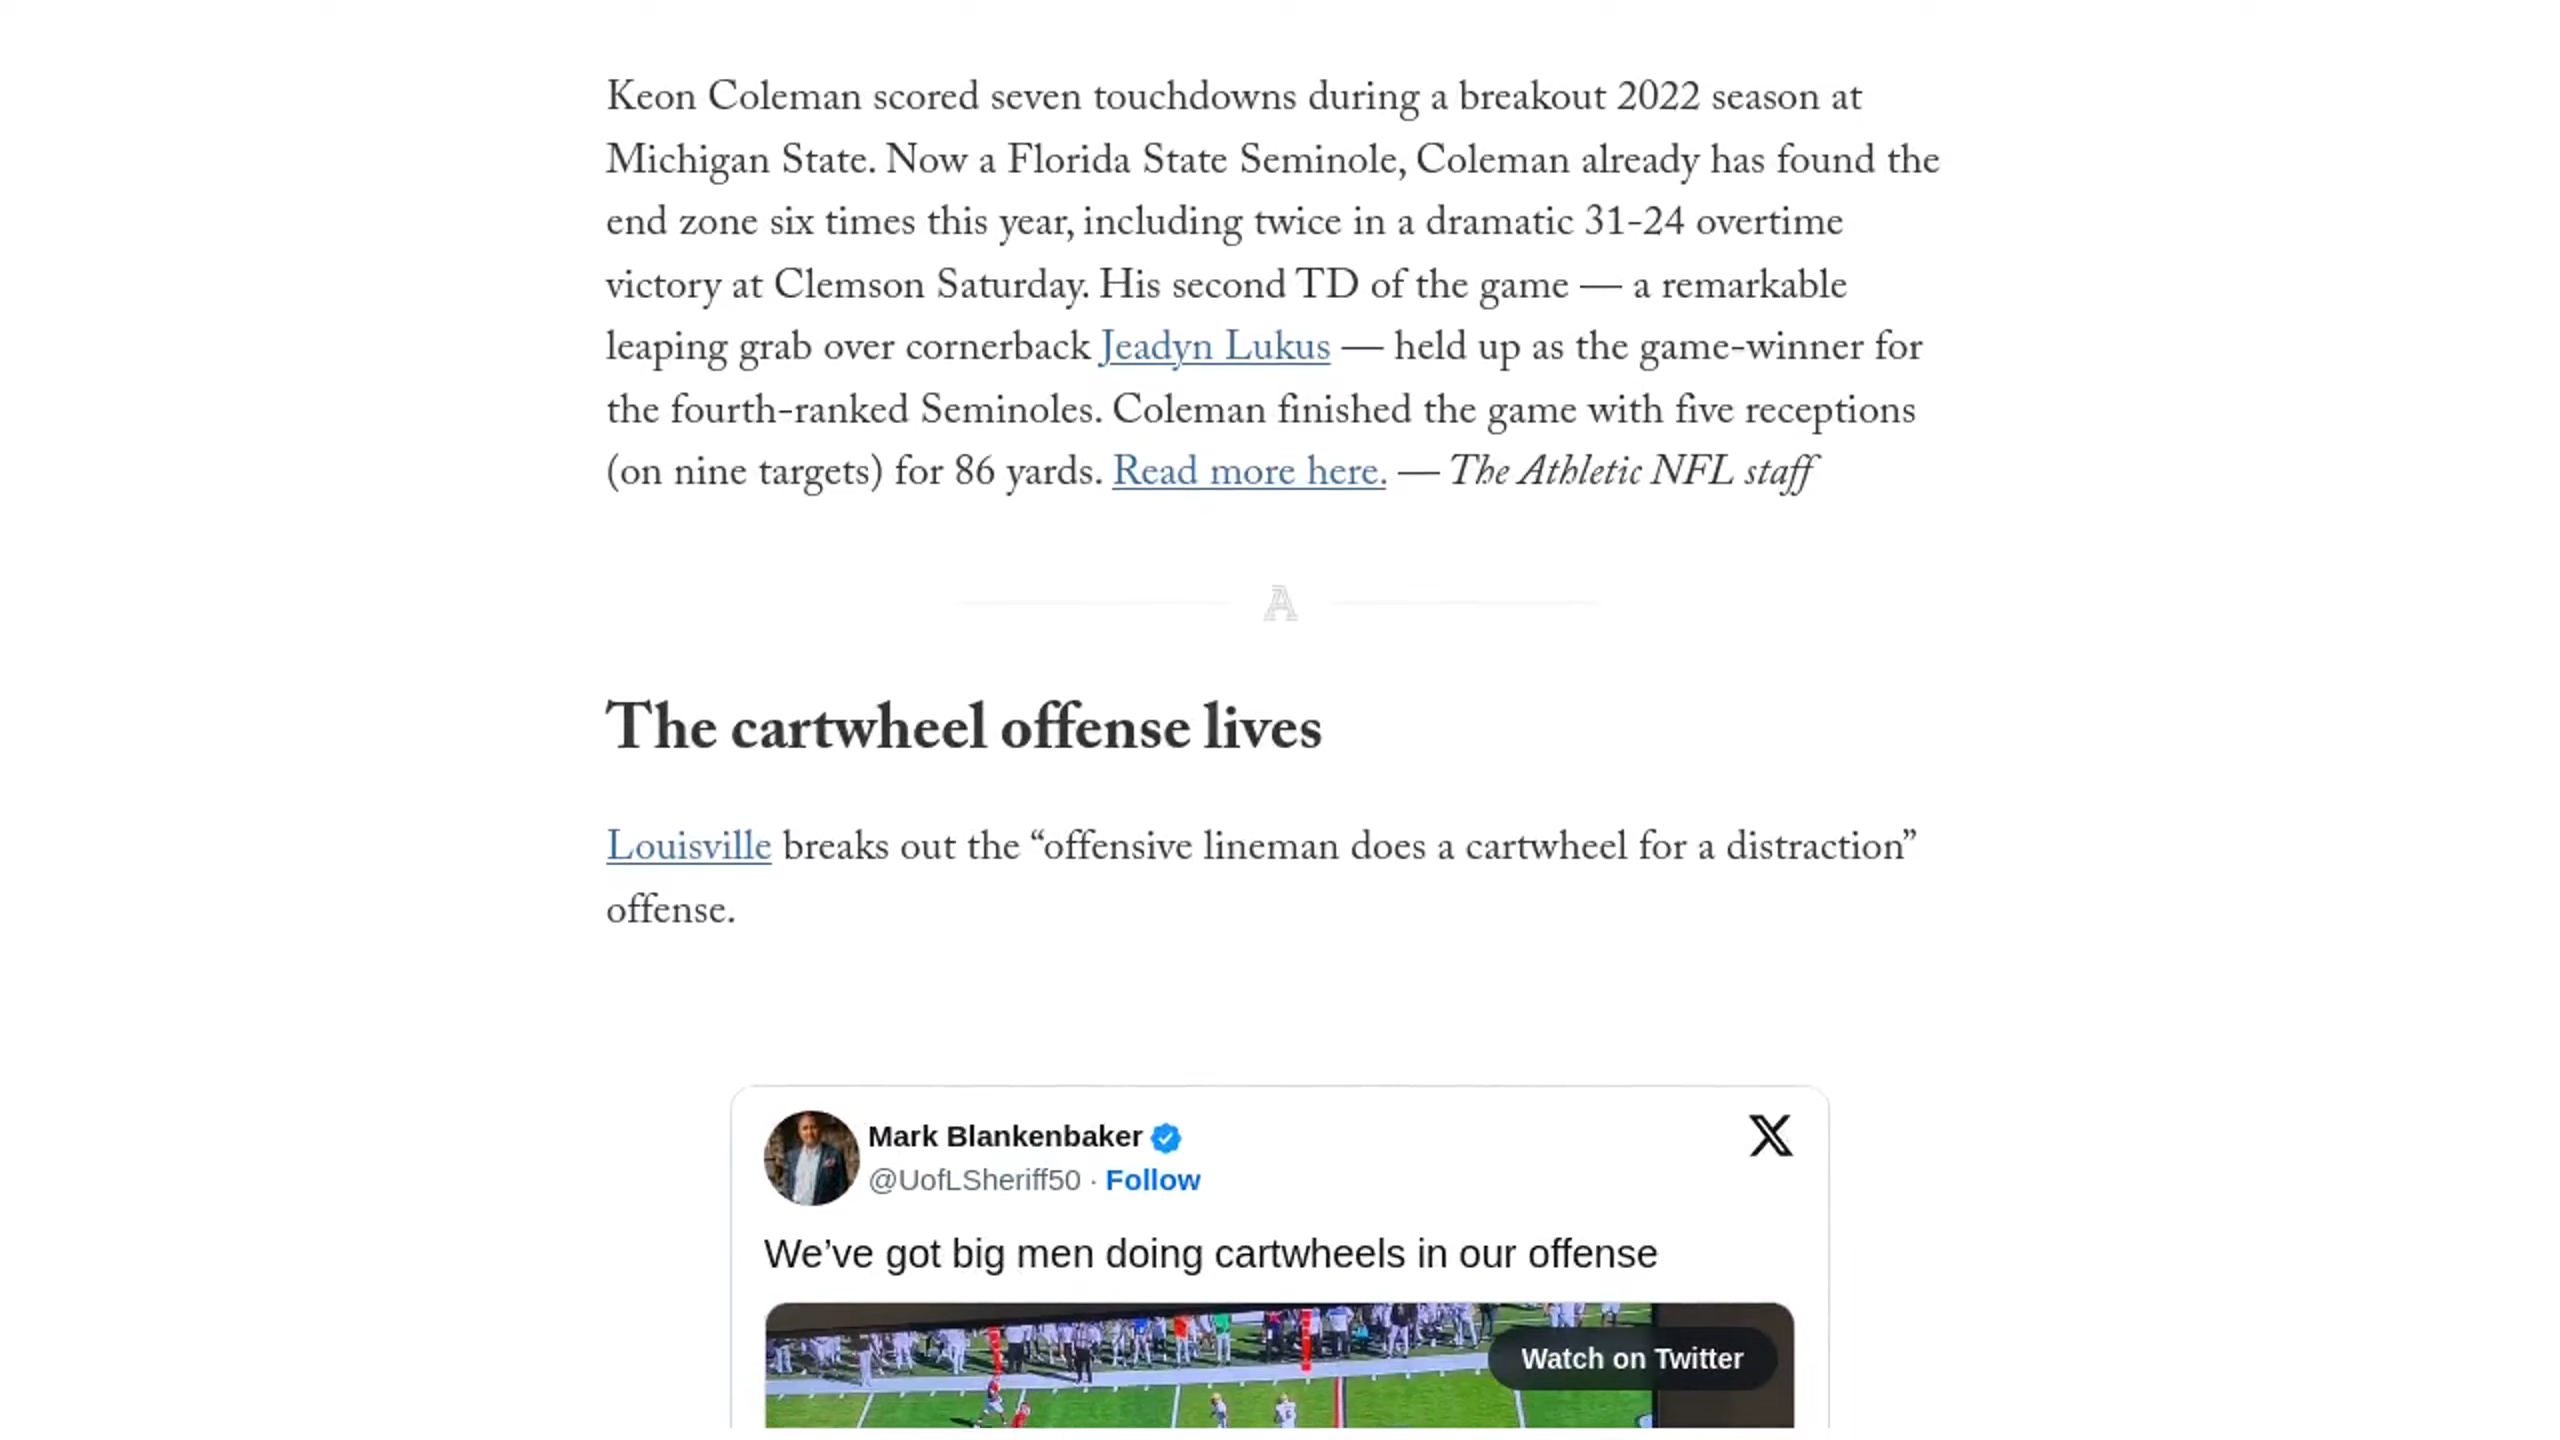 Keon Coleman scored seven touchdowns during a breakout 2022 season at
Michigan State. Now a Florida State Seminole, Coleman already has found the
end zone six times this year, including twice in a dramatic 31-24 overtime
victory at Clemson Saturday. His second TD of the game — a remarkable
leaping grab over cornerback Jeadyn Lukus — held up as the game-winner for
the fourth-ranked Seminoles. Coleman finished the game with five receptions
(on nine targets) for 86 yards. Read more here. — The Athletic NFL staff
A
The cartwheel offense lives
Louisville breaks out the “offensive lineman does a cartwheel for a distraction”
offense.
Mark Blankenbaker
@UofLSheriff50 · Follow
We’ve got big men doing cartwheels in our offense
Watch on Twitter